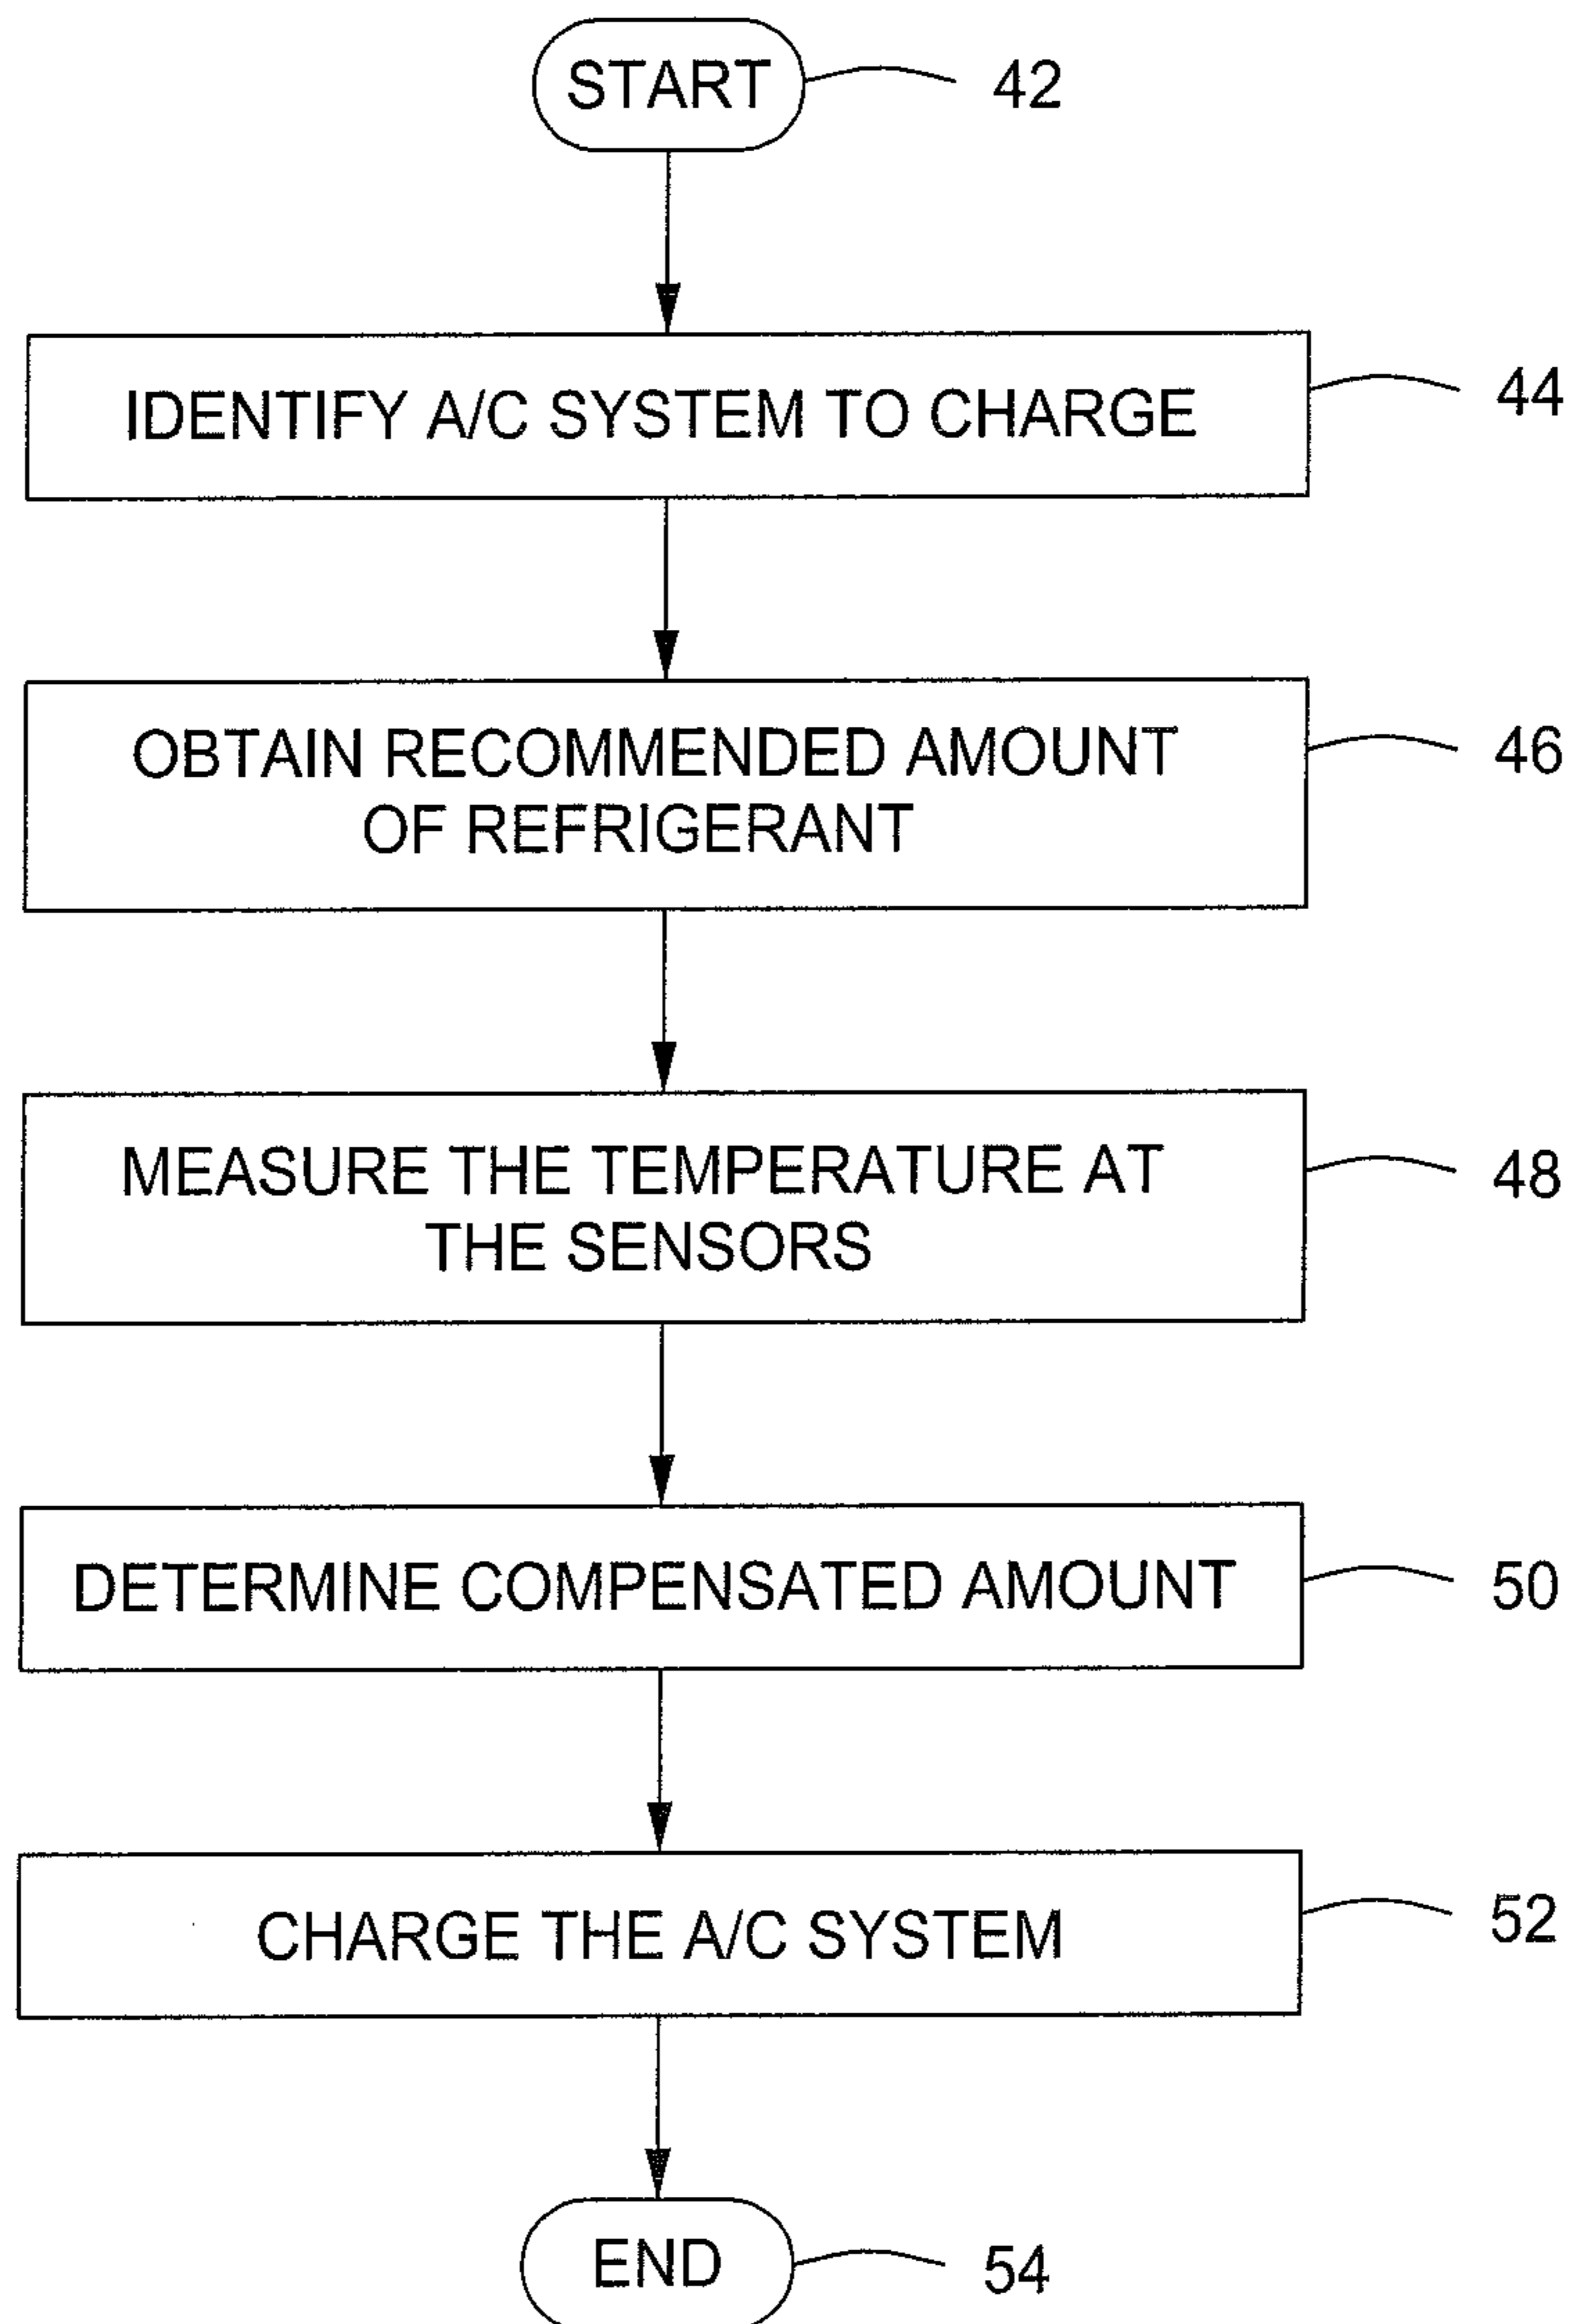 START
42
IDENTIFY A/C SYSTEM TO CHARGE
44
OBTAIN RECOMMENDED AMOUNT
OF REFRIGERANT
46
MEASURE THE TEMPERATURE AT
THE SENSORS
48
DETERMINE COMPENSATED AMOUNT
50
CHARGE THE A/C SYSTEM
52
END
54